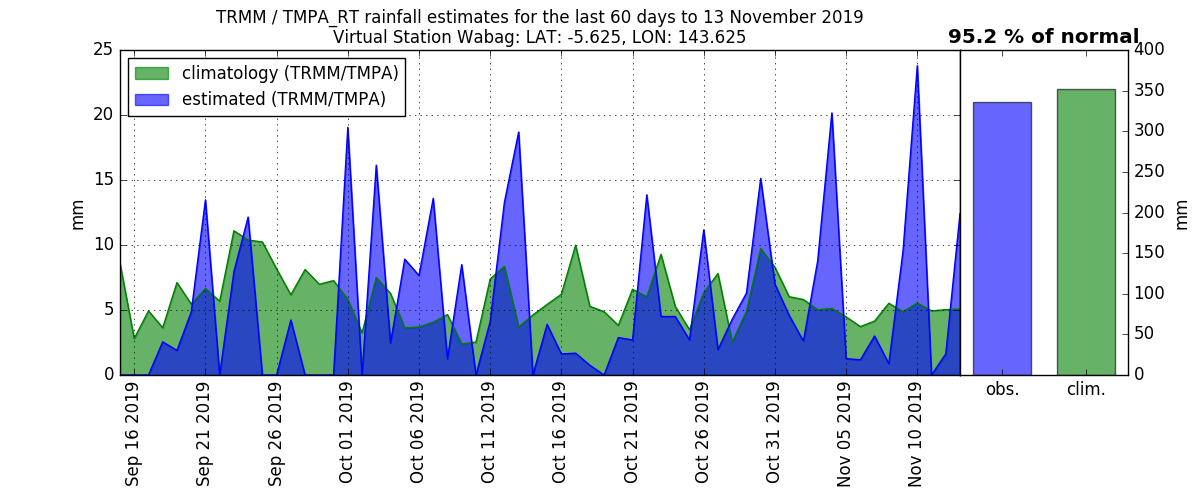 TRMM / TMPA_RT rainfall estimates for the last 60 days to 13 November 2019
Virtual Station Wabag: LAT: -5.625, LON: 143.625
95.2 % of normal
climatology (TRMM/TMPA)
estimated (TRMM/TMPA)
25
20
15
10
5
0
mm
400
350
300
250
200
150
100
50
0
mm
Sep 16 2019
Sep 21 2019
Sep 26 2019
Oct 01 2019
Oct 06 2019
Oct 11 2019
Oct 16 2019
Oct 21 2019
Oct 26 2019
Oct 31 2019
Nov 05 2019
Nov 10 2019
obs.
clim.